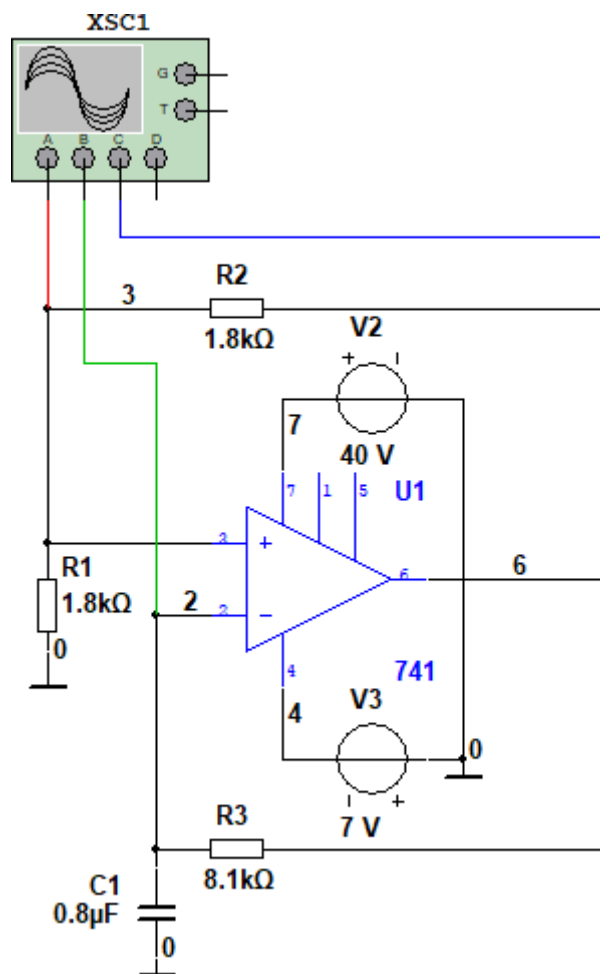 XSC1
G
T
A B C D
R2
3
1.8kΩ
V2
+ −
7
40 V
7 1 5
U1
3
+
6
6
R1
1.8kΩ
2
2
−
0
4
741
4
V3
0
− +
7 V
R3
8.1kΩ
C1
0.8µF
0